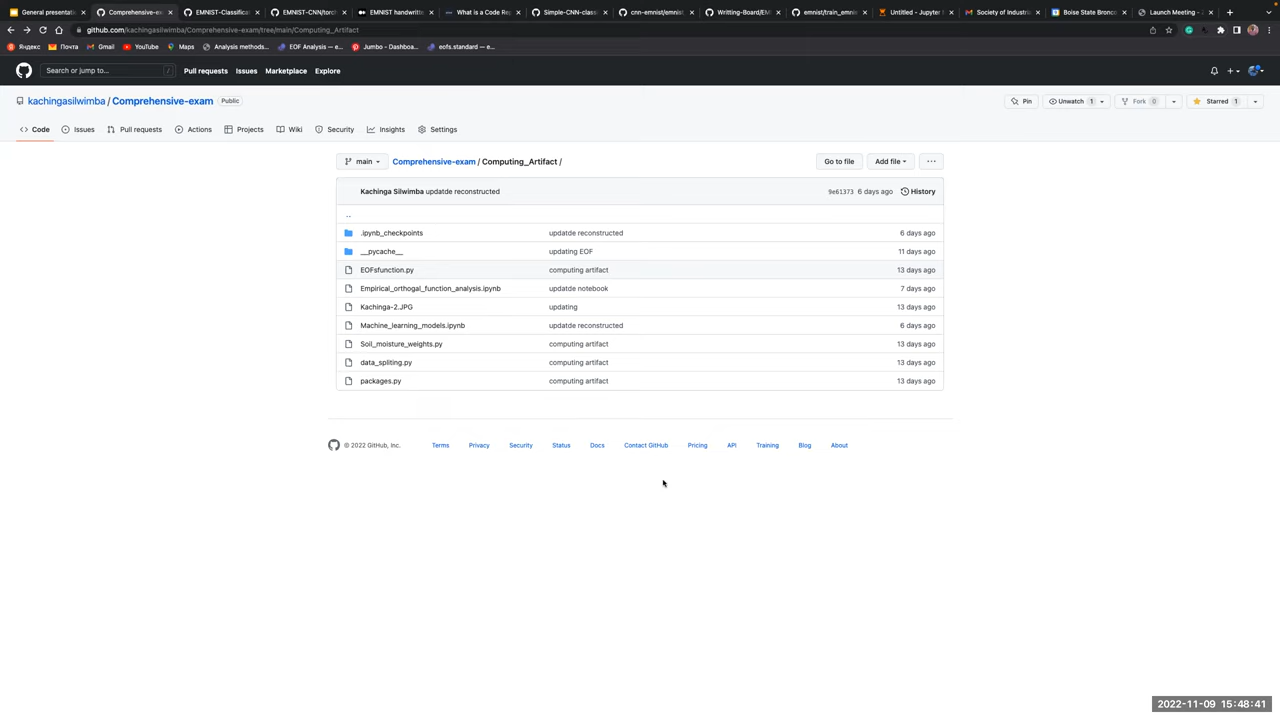 General presentati Comprehensive-ex EMNIST-Classificat EMNIST-CNN/torc EMNIST handwritte What is a Code Re Simple-CNN-class cnn-emnist/emnist Writting-Board/EM emnist/train_emnis Untitled - Jupyter Society of Industri Boise State Bronco Launch Meeting - Z
github.com/kachingasilwimba/Comprehensive-exam/tree/main/Computing_Artifact
Яндекс Почта Gmail YouTube Maps Analysis methods... EOF Analysis — e... Jumbo - Dashboa... eofs.standard — e...
Search or jump to... / Pull requests Issues Marketplace Explore
kachingasilwimba / Comprehensive-exam Public Pin Unwatch 1 Fork 0 Starred 1
Code Issues Pull requests Actions Projects Wiki Security Insights Settings
main Comprehensive-exam / Computing_Artifact / Go to file Add file ...
Kachinga Silwimba updatde reconstructed 9e61373 6 days ago History
..
.ipynb_checkpoints updatde reconstructed 6 days ago
__pycache__ updating EOF 11 days ago
EOFsfunction.py computing artifact 13 days ago
Empirical_orthogal_function_analysis.ipynb updatde notebook 7 days ago
Kachinga-2.JPG updating 13 days ago
Machine_learning_models.ipynb updatde reconstructed 6 days ago
Soil_moisture_weights.py computing artifact 13 days ago
data_spliting.py computing artifact 13 days ago
packages.py computing artifact 13 days ago
© 2022 GitHub, Inc. Terms Privacy Security Status Docs Contact GitHub Pricing API Training Blog About
2022-11-09 15:48:41